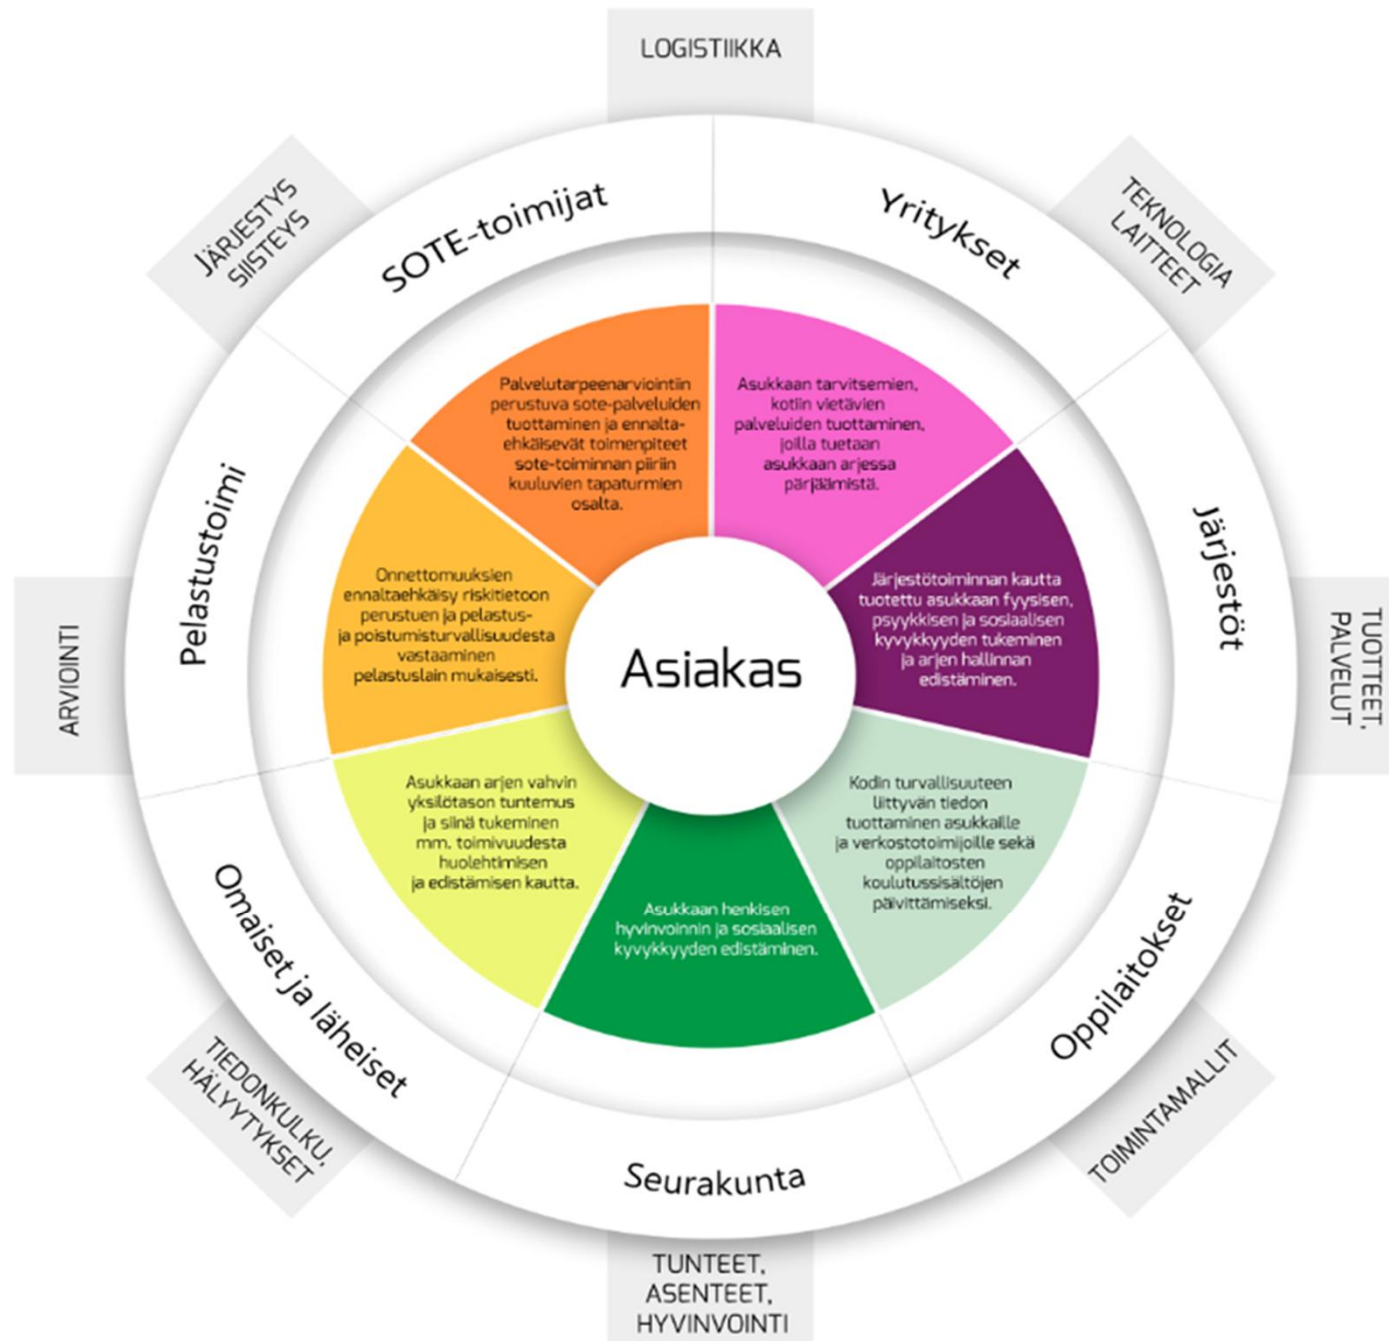 LOGISTIIKKA
JÄRJESTYS
SIISTEYS
TEKNOLOGIA
LAITTEET
SOTE-toimijat
Yritykset
Palvelutarpeenarviointiin
perustuva sote-palveluiden
tuottaminen ja ennalta-
ehkäisevät toimenpiteet
sote-toiminnan piiriin
kuuluvien tapaturmien
osalta.
Asukkaan tarvitsemien,
kotiin vietävien
palveluiden tuottaminen,
joilla tuetaan
asukkaan arjessa
pärjäämistä.
Pelastustoimi
Järjestöt
Onnettomuuksien
ennaltaehkäisy riskitietoon
perustuen ja pelastus-
ja poistumisturvallisuudesta
vastaaminen
pelastuslain mukaisesti.
Järjestötoiminnan kautta
tuotettu asukkaan fyysisen,
psyykkisen ja sosiaalisen
kyvykkyyden tukeminen
ja arjen hallinnan
edistäminen.
ARVIOINTI
Asiakas
TUOTTEET,
PALVELUT
Asukkaan arjen vahvin
yksilötason tuntemus
ja siinä tukeminen
mm. toimivuudesta
huolehtimisen
ja edistämisen kautta.
Kodin turvallisuuteen
liittyvän tiedon
tuottaminen asukkaille
ja verkostotoimijoille sekä
oppilaitosten
koulutussisältöjen
päivittämiseksi.
Asukkaan henkisen
hyvinvoinnin ja sosiaalisen
kyvykkyyden edistäminen.
Omaiset ja läheiset
Oppilaitokset
Seurakunta
TIEDONKULKU,
HÄLYYTYKSET
TOIMINTAMALLIT
TUNTEET,
ASENTEET,
HYVINVOINTI